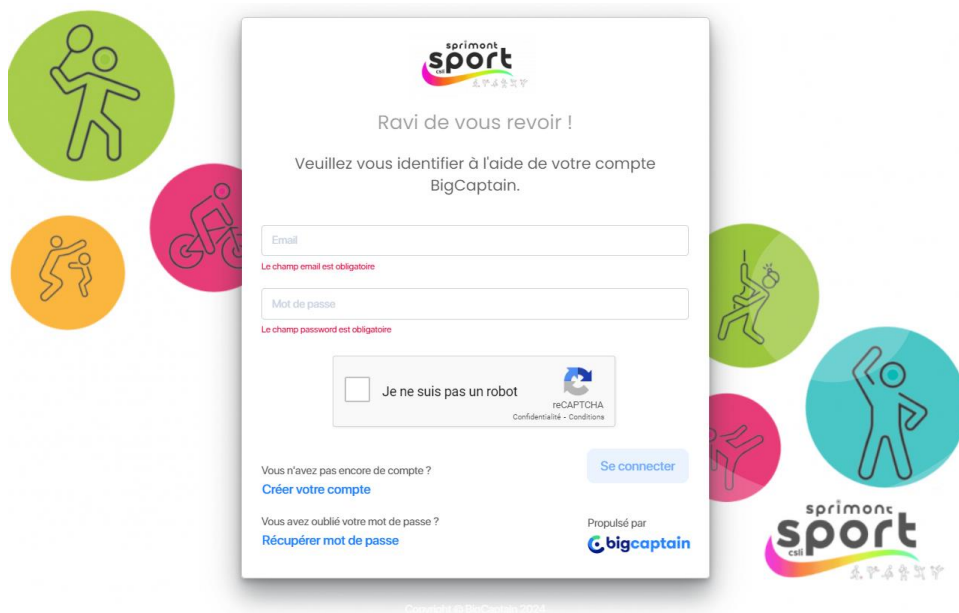 sprimont
sport
csli
Ravi de vous revoir !
Veuillez vous identifier à l'aide de votre compte
BigCaptain.
Email
Le champ email est obligatoire
Mot de passe
Le champ password est obligatoire
Je ne suis pas un robot
reCAPTCHA
Confidentialité - Conditions
Vous n'avez pas encore de compte ?
Créer votre compte
Se connecter
Vous avez oublié votre mot de passe ?
Récupérer mot de passe
Propulsé par
bigcaptain
sprimont
sport
csli
Copyright © BigCaptain 2024